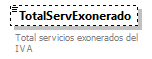 TotalServExonerado
Total servicios exonerados del
IVA